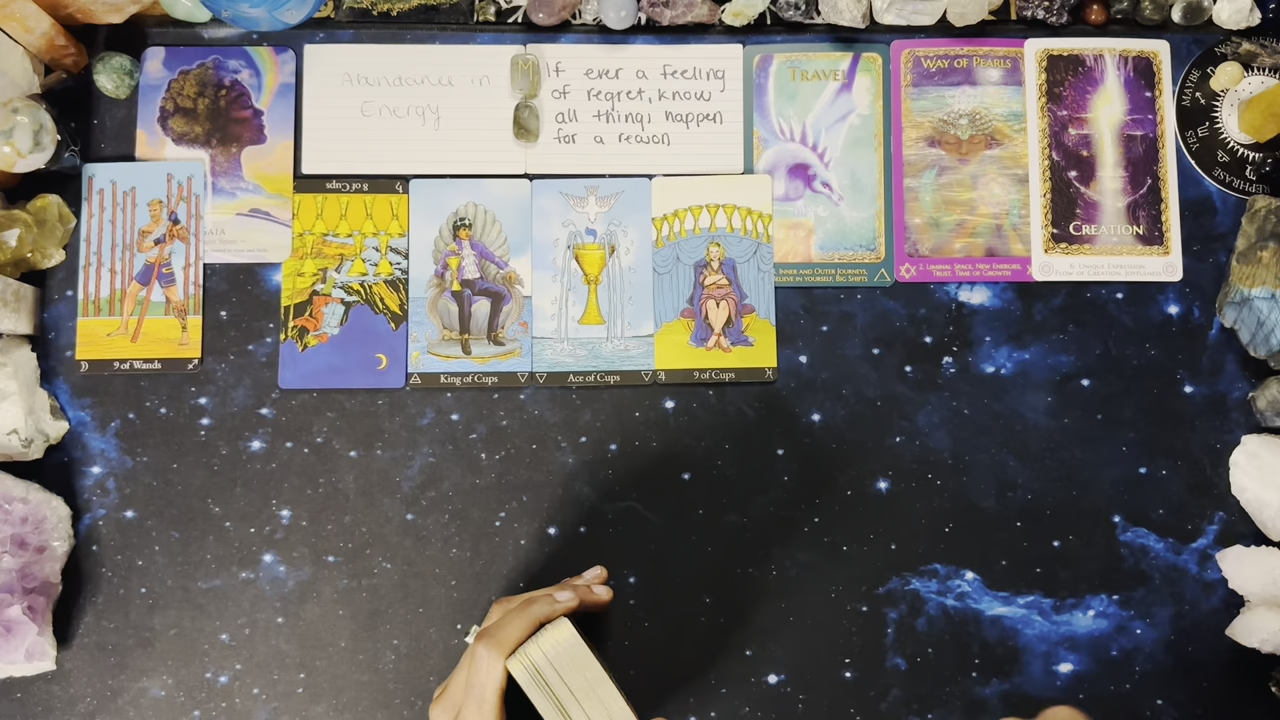 Abundance in
Energy
M
If ever a feeling
of regret, know
all things happen
for a reason
TRAVEL
INNER AND OUTER JOURNEYS,
BELIEVE IN YOURSELF, BIG SHIFTS
WAY OF PEARLS
2. LIMINAL SPACE, NEW ENERGIES,
TRUST, TIME OF GROWTH
CREATION
6. UNIQUE EXPRESSION,
FLOW OF CREATION, JOYFULNESS
MAYBE
YES
REPHRASE
GAIA
9 of Wands
8 of Cups
King of Cups
Ace of Cups
9 of Cups